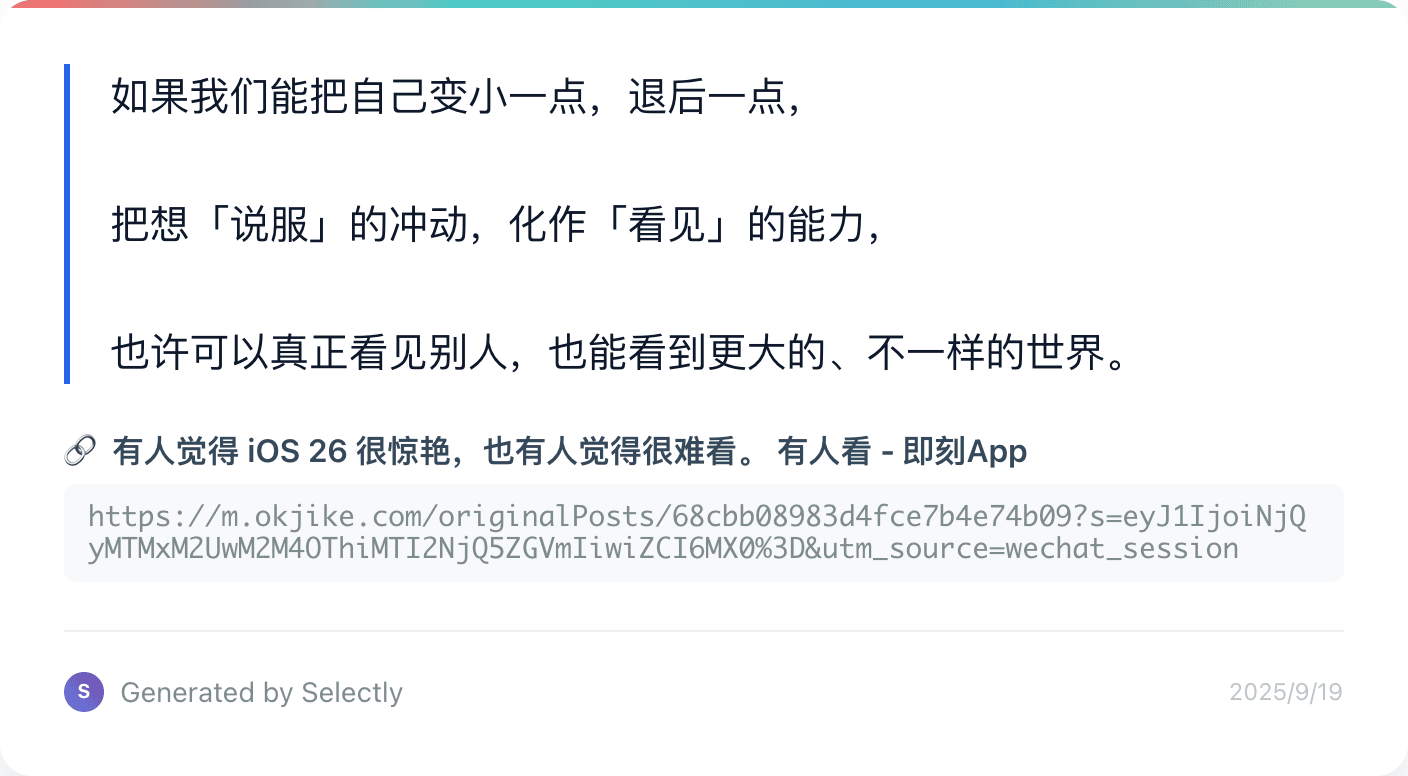 如果我们能把自己变小一点，退后一点，
把想「说服」的冲动，化作「看见」的能力，
也许可以真正看见别人，也能看到更大的、不一样的世界。
🔗 有人觉得 iOS 26 很惊艳，也有人觉得很难看。 有人看 - 即刻App
https://m.okjike.com/originalPosts/68cbb08983d4fce7b4e74b09?s=eyJ1IjoiNjQ
yMTMxM2UwM2M4OThiMTI2NjQ5ZGVmIiwiZCI6MX0%3D&utm_source=wechat_session
S Generated by Selectly
2025/9/19